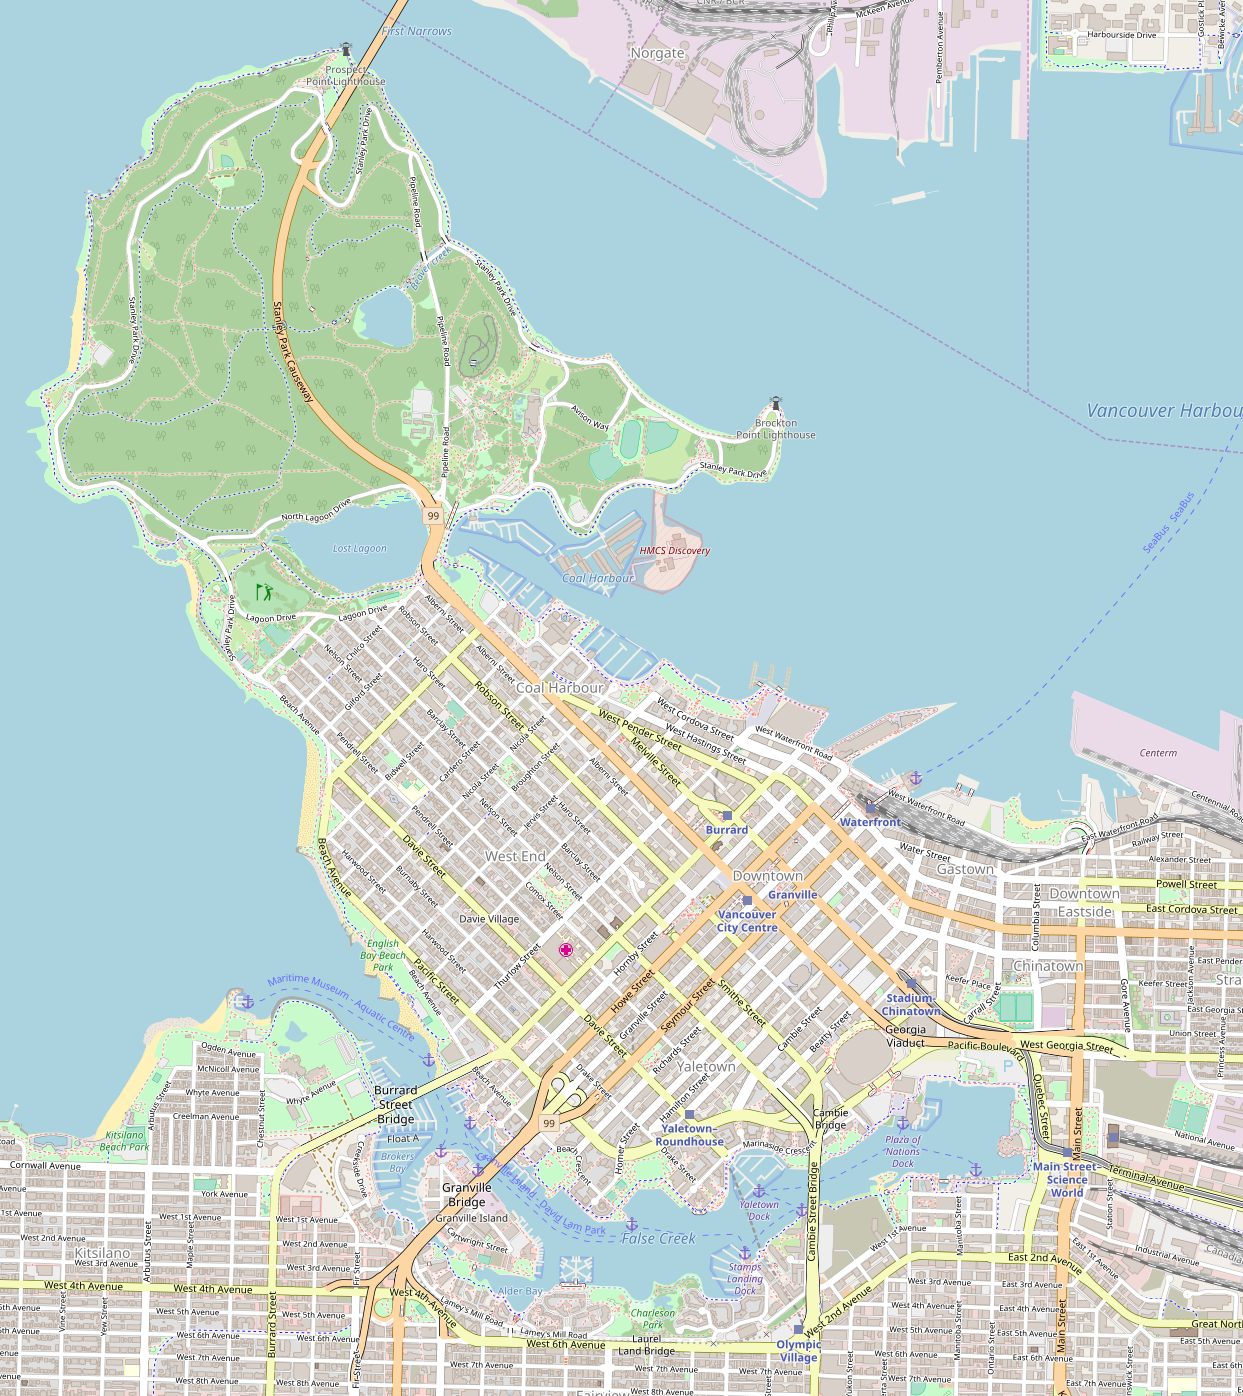 CNR / BCR
McKeen Avenue
Philip Ave
First Narrows
Norgate
Pemberton Avenue
Harbourside Drive
Gostick Pl
Bewicke Aven
Prospect
Point Lighthouse
Stanley Park Drive
Pipeline Road
Beaver Creek
Stanley Park Drive
Stanley Park Drive
Stanley Park Causeway
Pipeline Road
Avison Way
Brockton
Point Lighthouse
Vancouver Harbou
Pipeline Road
Stanley Park Drive
North Lagoon Drive
99
SeaBus
SeaBus
Lost Lagoon
HMCS Discovery
Coal Harbour
Stanley Park Drive
Lagoon Drive
Lagoon Drive
Alberni Street
Robson Street
Nelson Street
Chilco Street
Haro Street
Alberni Street
Gilford Street
Coal Harbour
Beach Avenue
Robson Street
Barclay Street
Nicola Street
West Cordova Street
West Pender Street
West Hastings Street
West Waterfront Road
Melville Street
Pendrell Street
Bidwell Street
Cardero Street
Broughton Street
Alberni Street
Centerm
Nicola Street
Nelson Street
Jervis Street
Haro Street
Pendrell Street
Burrard
Waterfront
West Waterfront Road
Centennial Road
East Waterfront Road
Railway Street
Alexander Street
Water Street
Gastown
Powell Street
Davie Street
West End
Barclay Street
Nelson Street
Comox Street
Beach Avenue
Harwood Street
Burnaby Street
Downtown
Granville
Vancouver
City Centre
Downtown
Eastside
East Cordova Street
Columbia Street
Davie Village
Harwood Street
English
Bay Beach
Park
Thurlow Street
Hornby Street
Chinatown
East Pender
Keefer Place
Keefer Street
Stra
Jackson Avenue
Gore Avenue
Pacific Street
Beach Avenue
Howe Street
Granville Street
Seymour Street
Smithe Street
Stadium-
Chinatown
Carrall Street
East Georgia St
Maritime Museum - Aquatic Centre
Davie Street
Richards Street
Cambie Street
Beatty Street
Georgia
Viaduct
Pacific Boulevard
West Georgia Street
Union Street
Princess Avenue
Ogden Avenue
McNicoll Avenue
Whyte Avenue
Whyte Avenue
Arbutus Street
Creelman Avenue
Chestnut Street
Burrard
Street
Bridge
Beach Avenue
Drake Street
Yaletown
Hamilton Street
P
Quebec Street
Main Street
99
Cambie
Bridge
Kitsilano
Beach Park
Float A
Brokers
Bay
Yaletown–
Roundhouse
Marinaside Crescent
Plaza of
Nations
Dock
National Avenue
Cornwall Avenue
Creekside Drive
Beach
Crescent
Homer Street
Drake Street
Main Street–
Science
World
Terminal Avenue
York Avenue
Granville
Bridge
Granville Island
Granville Island - David Lam Park
Yaletown
Dock
Station Street
West 1st Avenue
West 1st Avenue
Cartwright Street
False Creek
Cambie Street Bridge
Manitoba Street
West 1st Avenue
East 1st Avenue
Industrial Avenue
Canadia
West 2nd Avenue
West 2nd Avenue
Kitsilano
West 3rd Avenue
West 3rd Avenue
Arbutus Street
Maple Street
Fir Street
Stamps
Landing
Dock
East 2nd Avenue
West 3rd Avenue
East 3rd Avenue
West 4th Avenue
West 4th Avenue
West 4th Avenue
Alder Bay
Lamey's Mill Road
Charleson
Park
West 2nd Avenue
West 4th Avenue
East 4th Avenue
Vine Street
Yew Street
West 5th Avenue
West 5th Avenue
West 5th Avenue
East 5th Avenue
East 5th Avenue
Great North
Burrard Street
West 6th Avenue
West 6th Avenue
Lamey's Mill Road
West 6th Avenue
Laurel
Land Bridge
Olympic
Village
West 6th Avenue
East 6th Avenue
Manitoba Street
Ontario Street
Main Street
West 7th Avenue
West 7th Avenue
West 7th Avenue
West 7th Avenue
West 7th Avenue
East 7th Avenue
West 8th Avenue
West 8th Avenue
Fairview
West 8th Avenue
West 8th Avenue
East 8th Avenue